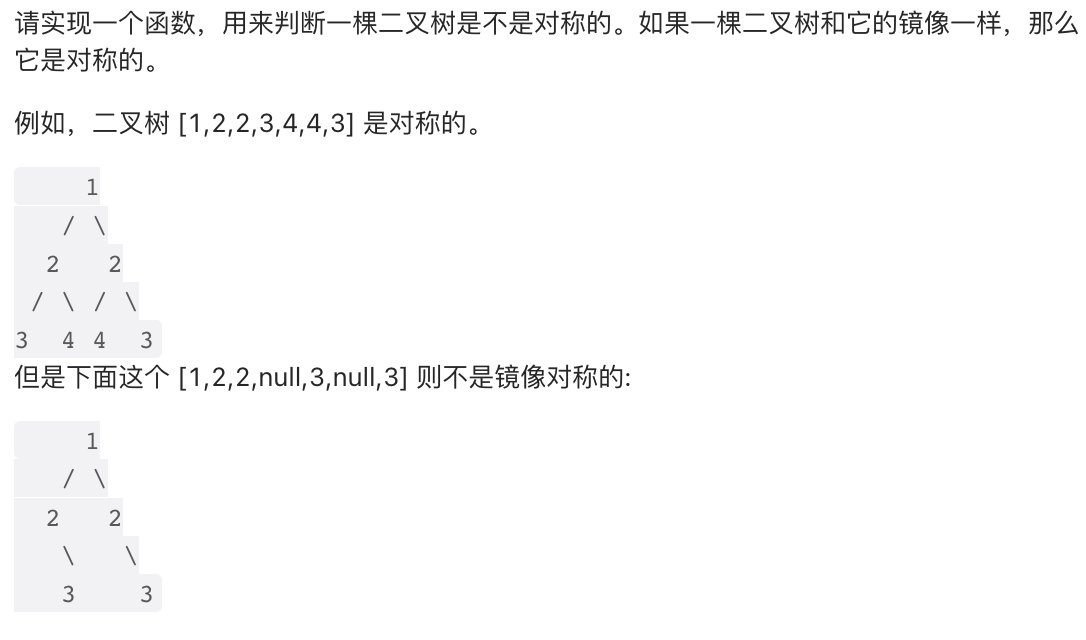 请实现一个函数，用来判断一棵二叉树是不是对称的。如果一棵二叉树和它的镜像一样，那么
它是对称的。
例如，二叉树 [1,2,2,3,4,4,3] 是对称的。
     1
   / \
  2   2
 / \ / \
3  4 4  3
但是下面这个 [1,2,2,null,3,null,3] 则不是镜像对称的:
     1
   / \
  2   2
   \   \
   3    3